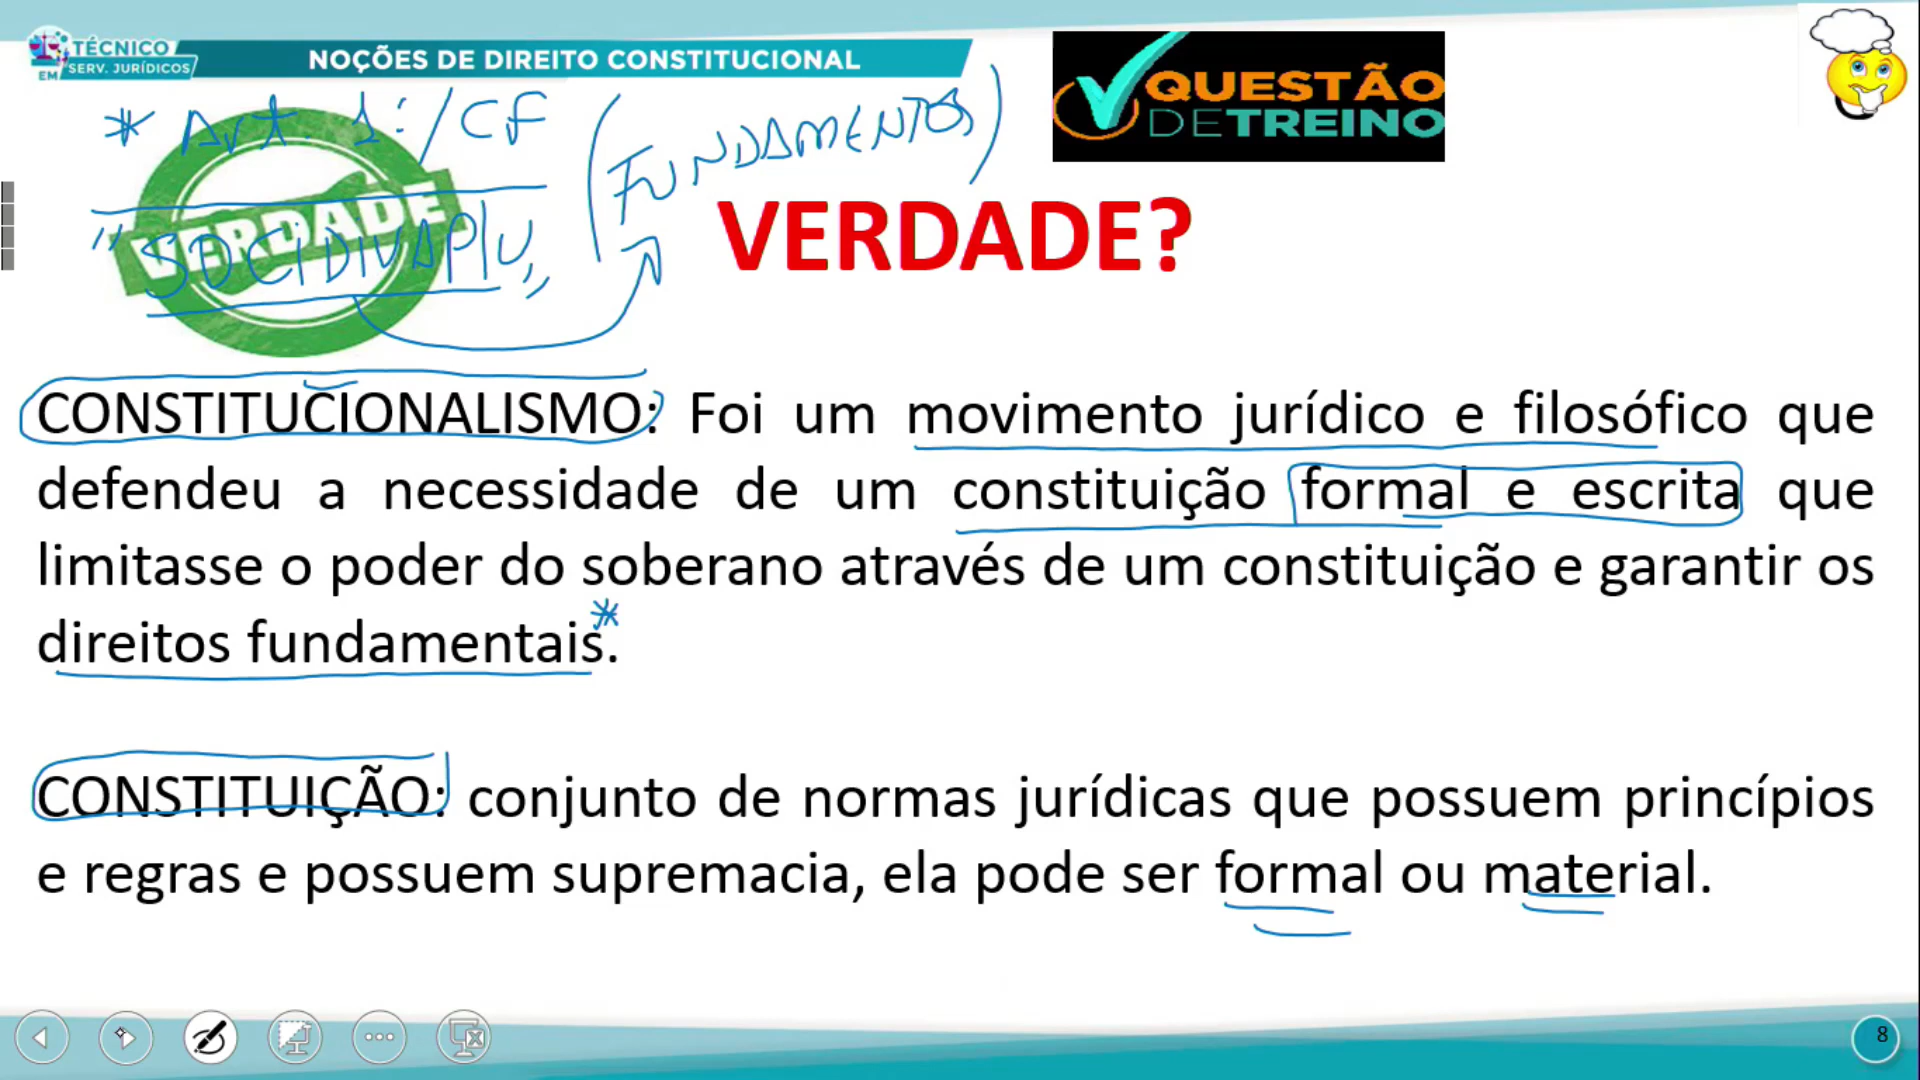 TÉCNICO
EM SERV. JURÍDICOS
NOÇÕES DE DIREITO CONSTITUCIONAL
QUESTÃO
DETREINO
* Art. 1º/CF
(FUNDAMENTOS)
VERDADE
"SOCIDIVAPLU"
VERDADE?
CONSTITUCIONALISMO: Foi um movimento jurídico e filosófico que
defendeu a necessidade de um constituição formal e escrita que
limitasse o poder do soberano através de um constituição e garantir os
direitos fundamentais*.
CONSTITUIÇÃO: conjunto de normas jurídicas que possuem princípios
e regras e possuem supremacia, ela pode ser formal ou material.
8